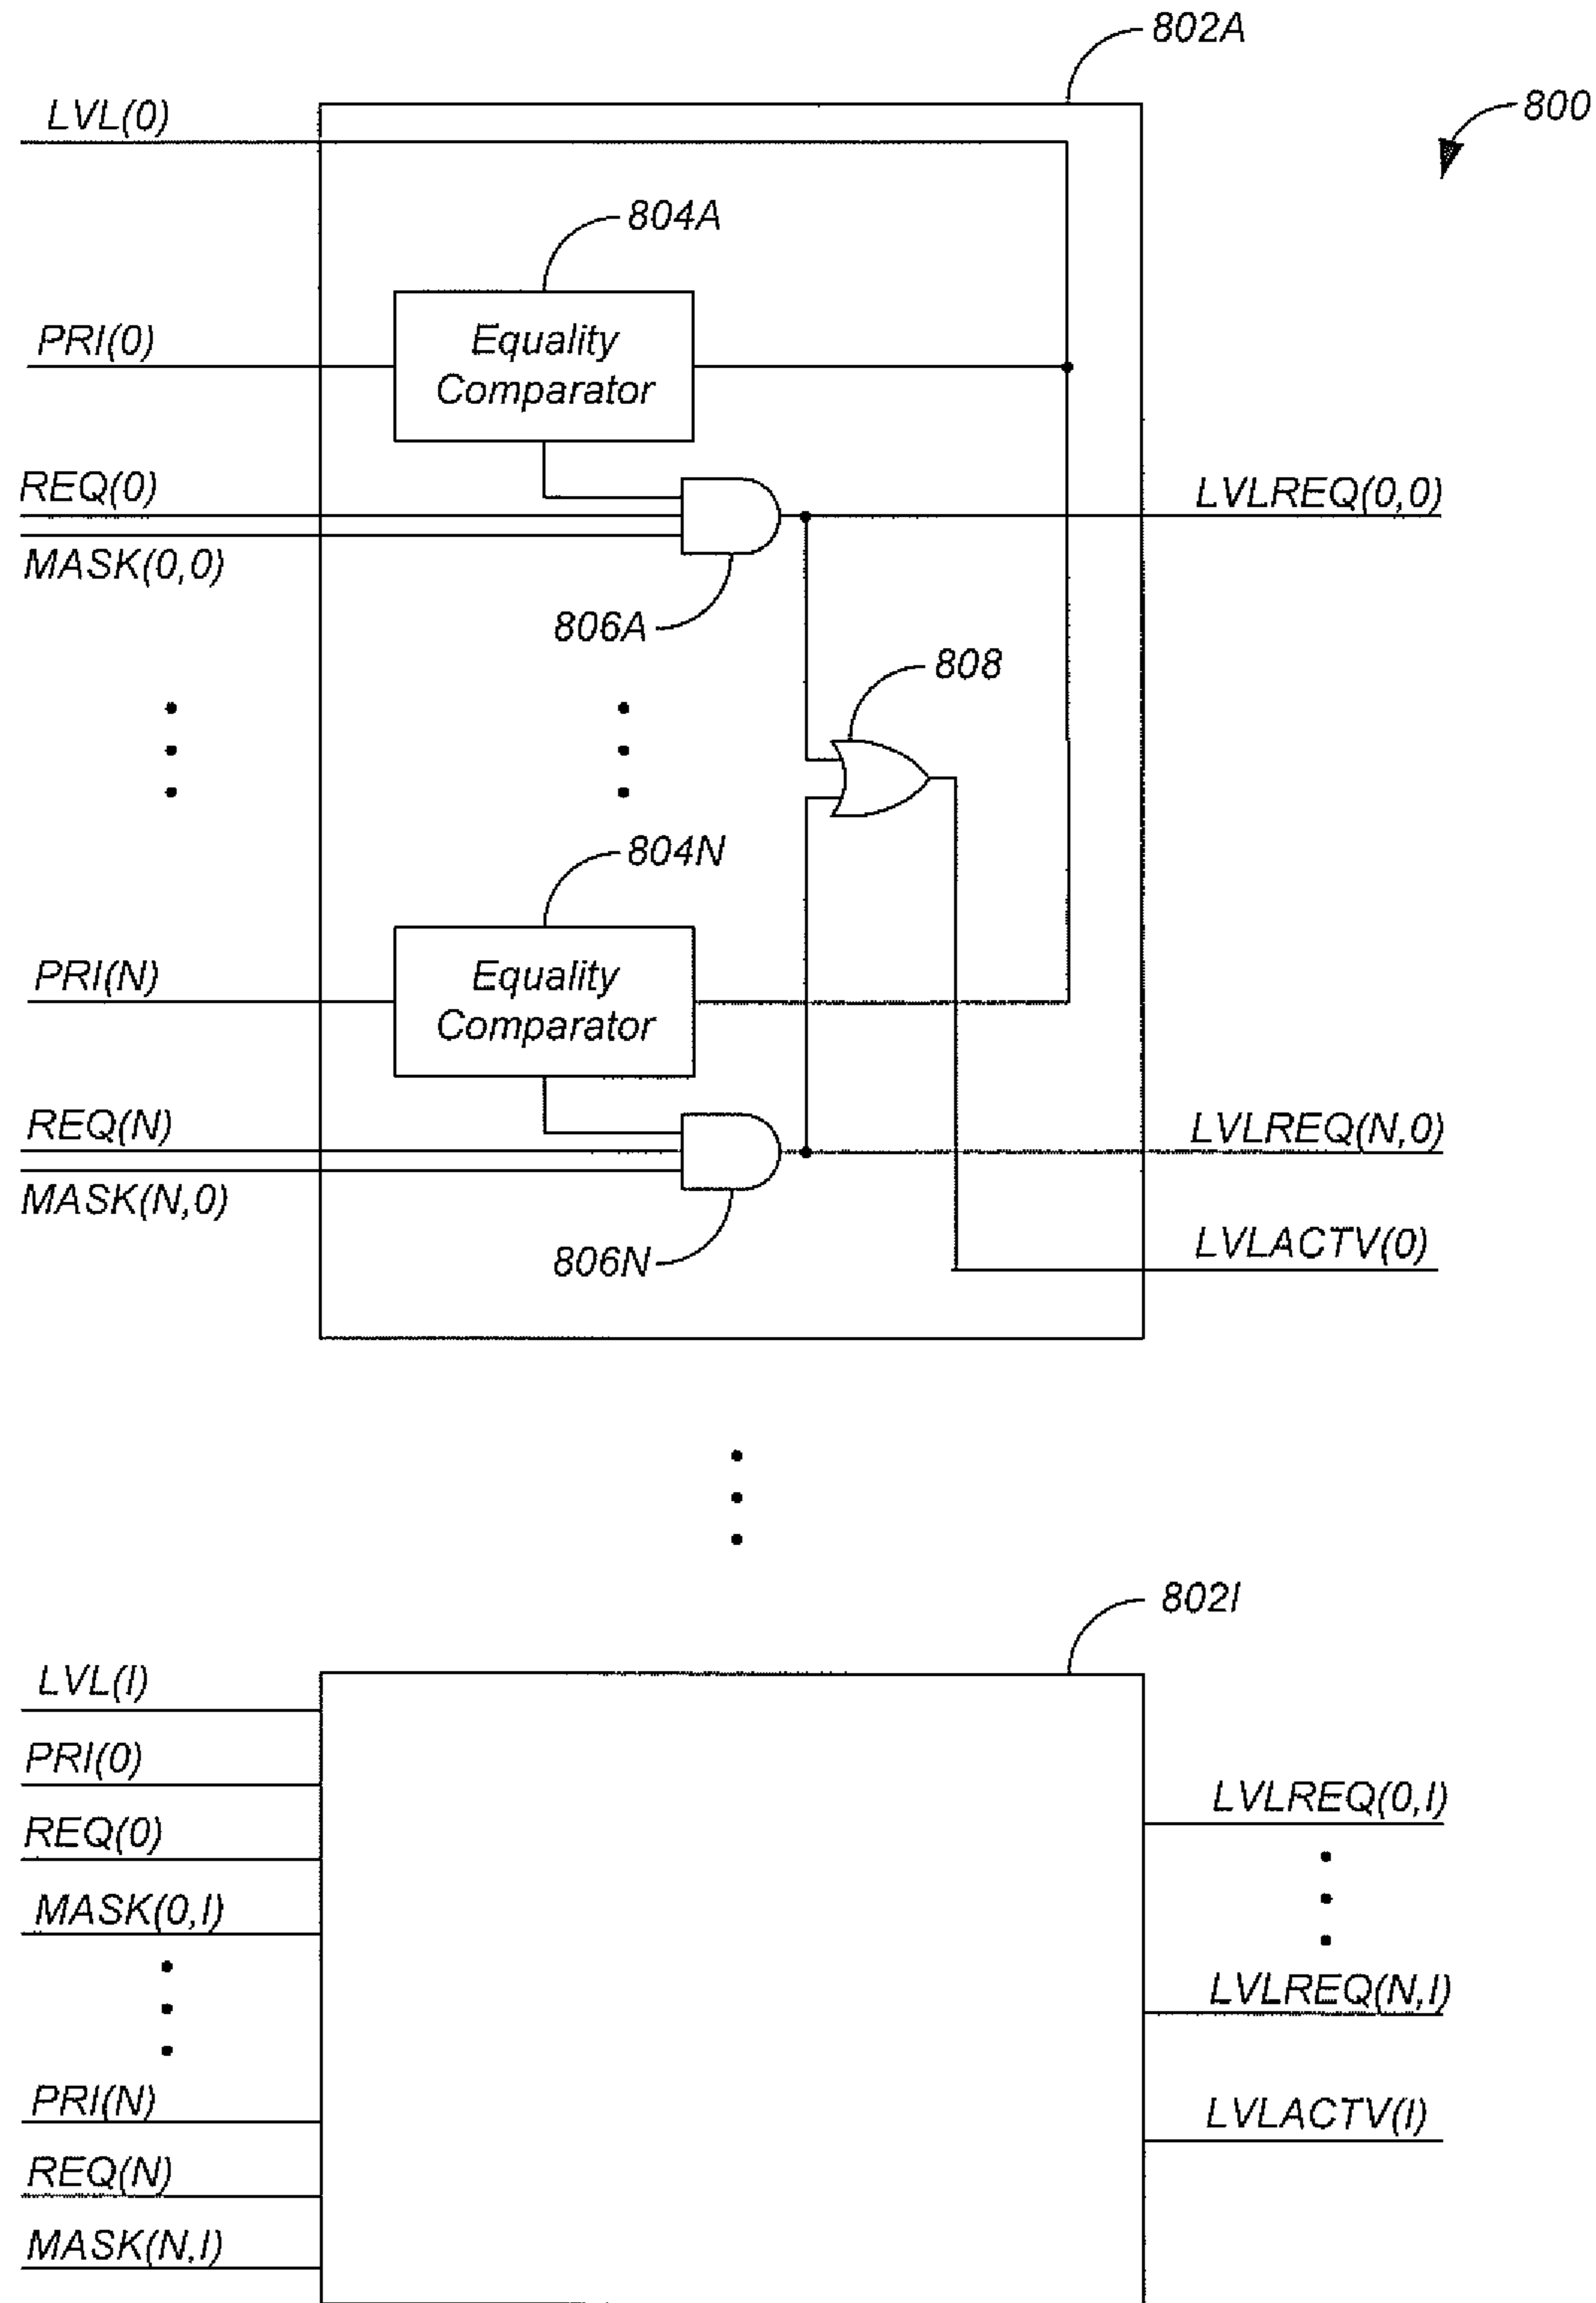 802A
800
LVL(0)
804A
PRI(0)
Equality
Comparator
REQ(0)
LVLREQ(0,0)
MASK(0,0)
806A
808
804N
PRI(N)
Equality
Comparator
REQ(N)
LVLREQ(N,0)
MASK(N,0)
806N
LVLACTV(0)
802I
LVL(I)
PRI(0)
LVLREQ(0,I)
REQ(0)
MASK(0,I)
LVLREQ(N,I)
PRI(N)
LVLACTV(I)
REQ(N)
MASK(N,I)